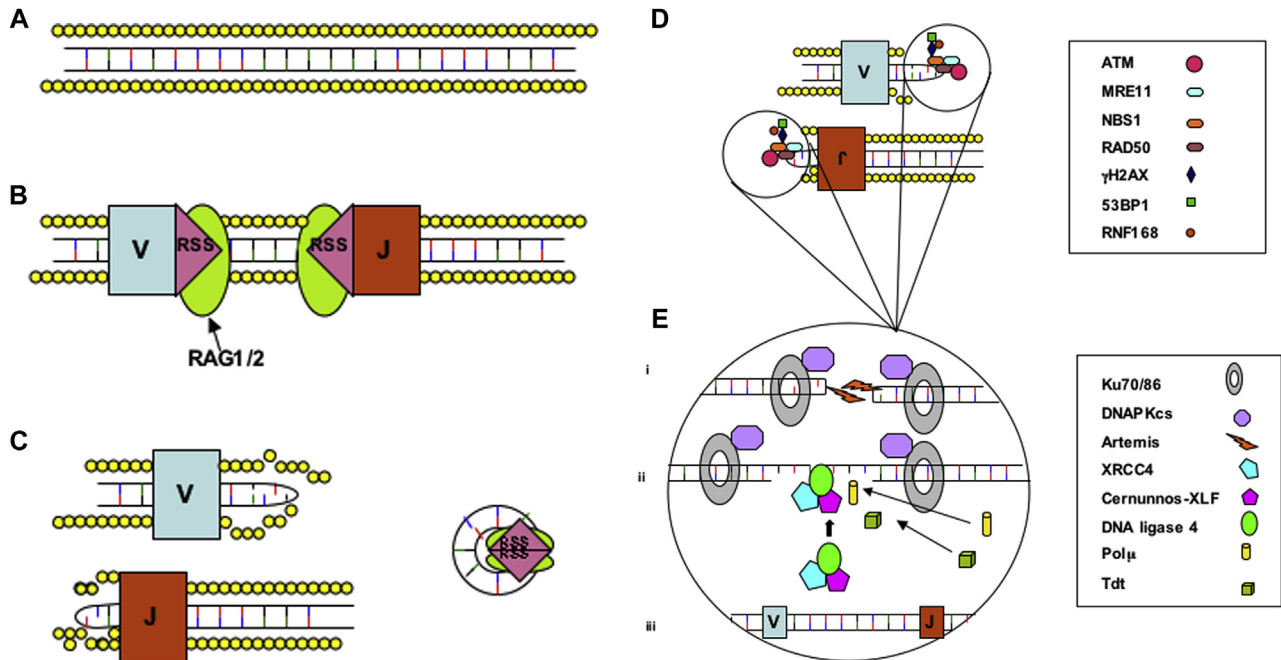 A
B
V
RSS
RSS
J
RAG1/2
C
V
J
RSS
RSS
D
V
J
ATM
MRE11
NBS1
RAD50
γH2AX
53BP1
RNF168
E
i
ii
iii
V
J
Ku70/86
DNAPKcs
Artemis
XRCC4
Cernunnos-XLF
DNA ligase 4
Polμ
Tdt